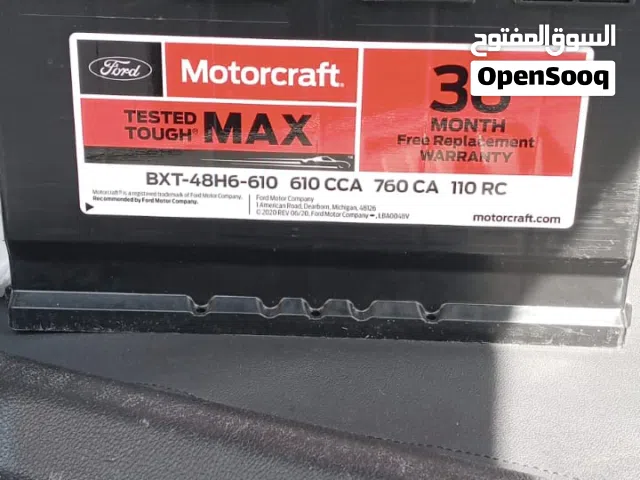 السوق المفتوح
OpenSooq
Ford
Motorcraft®
TESTED
TOUGH® MAX
MONTH
Free Replacement
WARRANTY
BXT-48H6-610 610 CCA 760 CA 110 RC
Motorcraft® is a registered trademark of Ford Motor Company.
Recommended by Ford Motor Company.
Ford Motor Company
1 American Road, Dearborn, Michigan, 48126
© 2020 REV 06/20, Ford Motor Company
LBA0048V
motorcraft.com